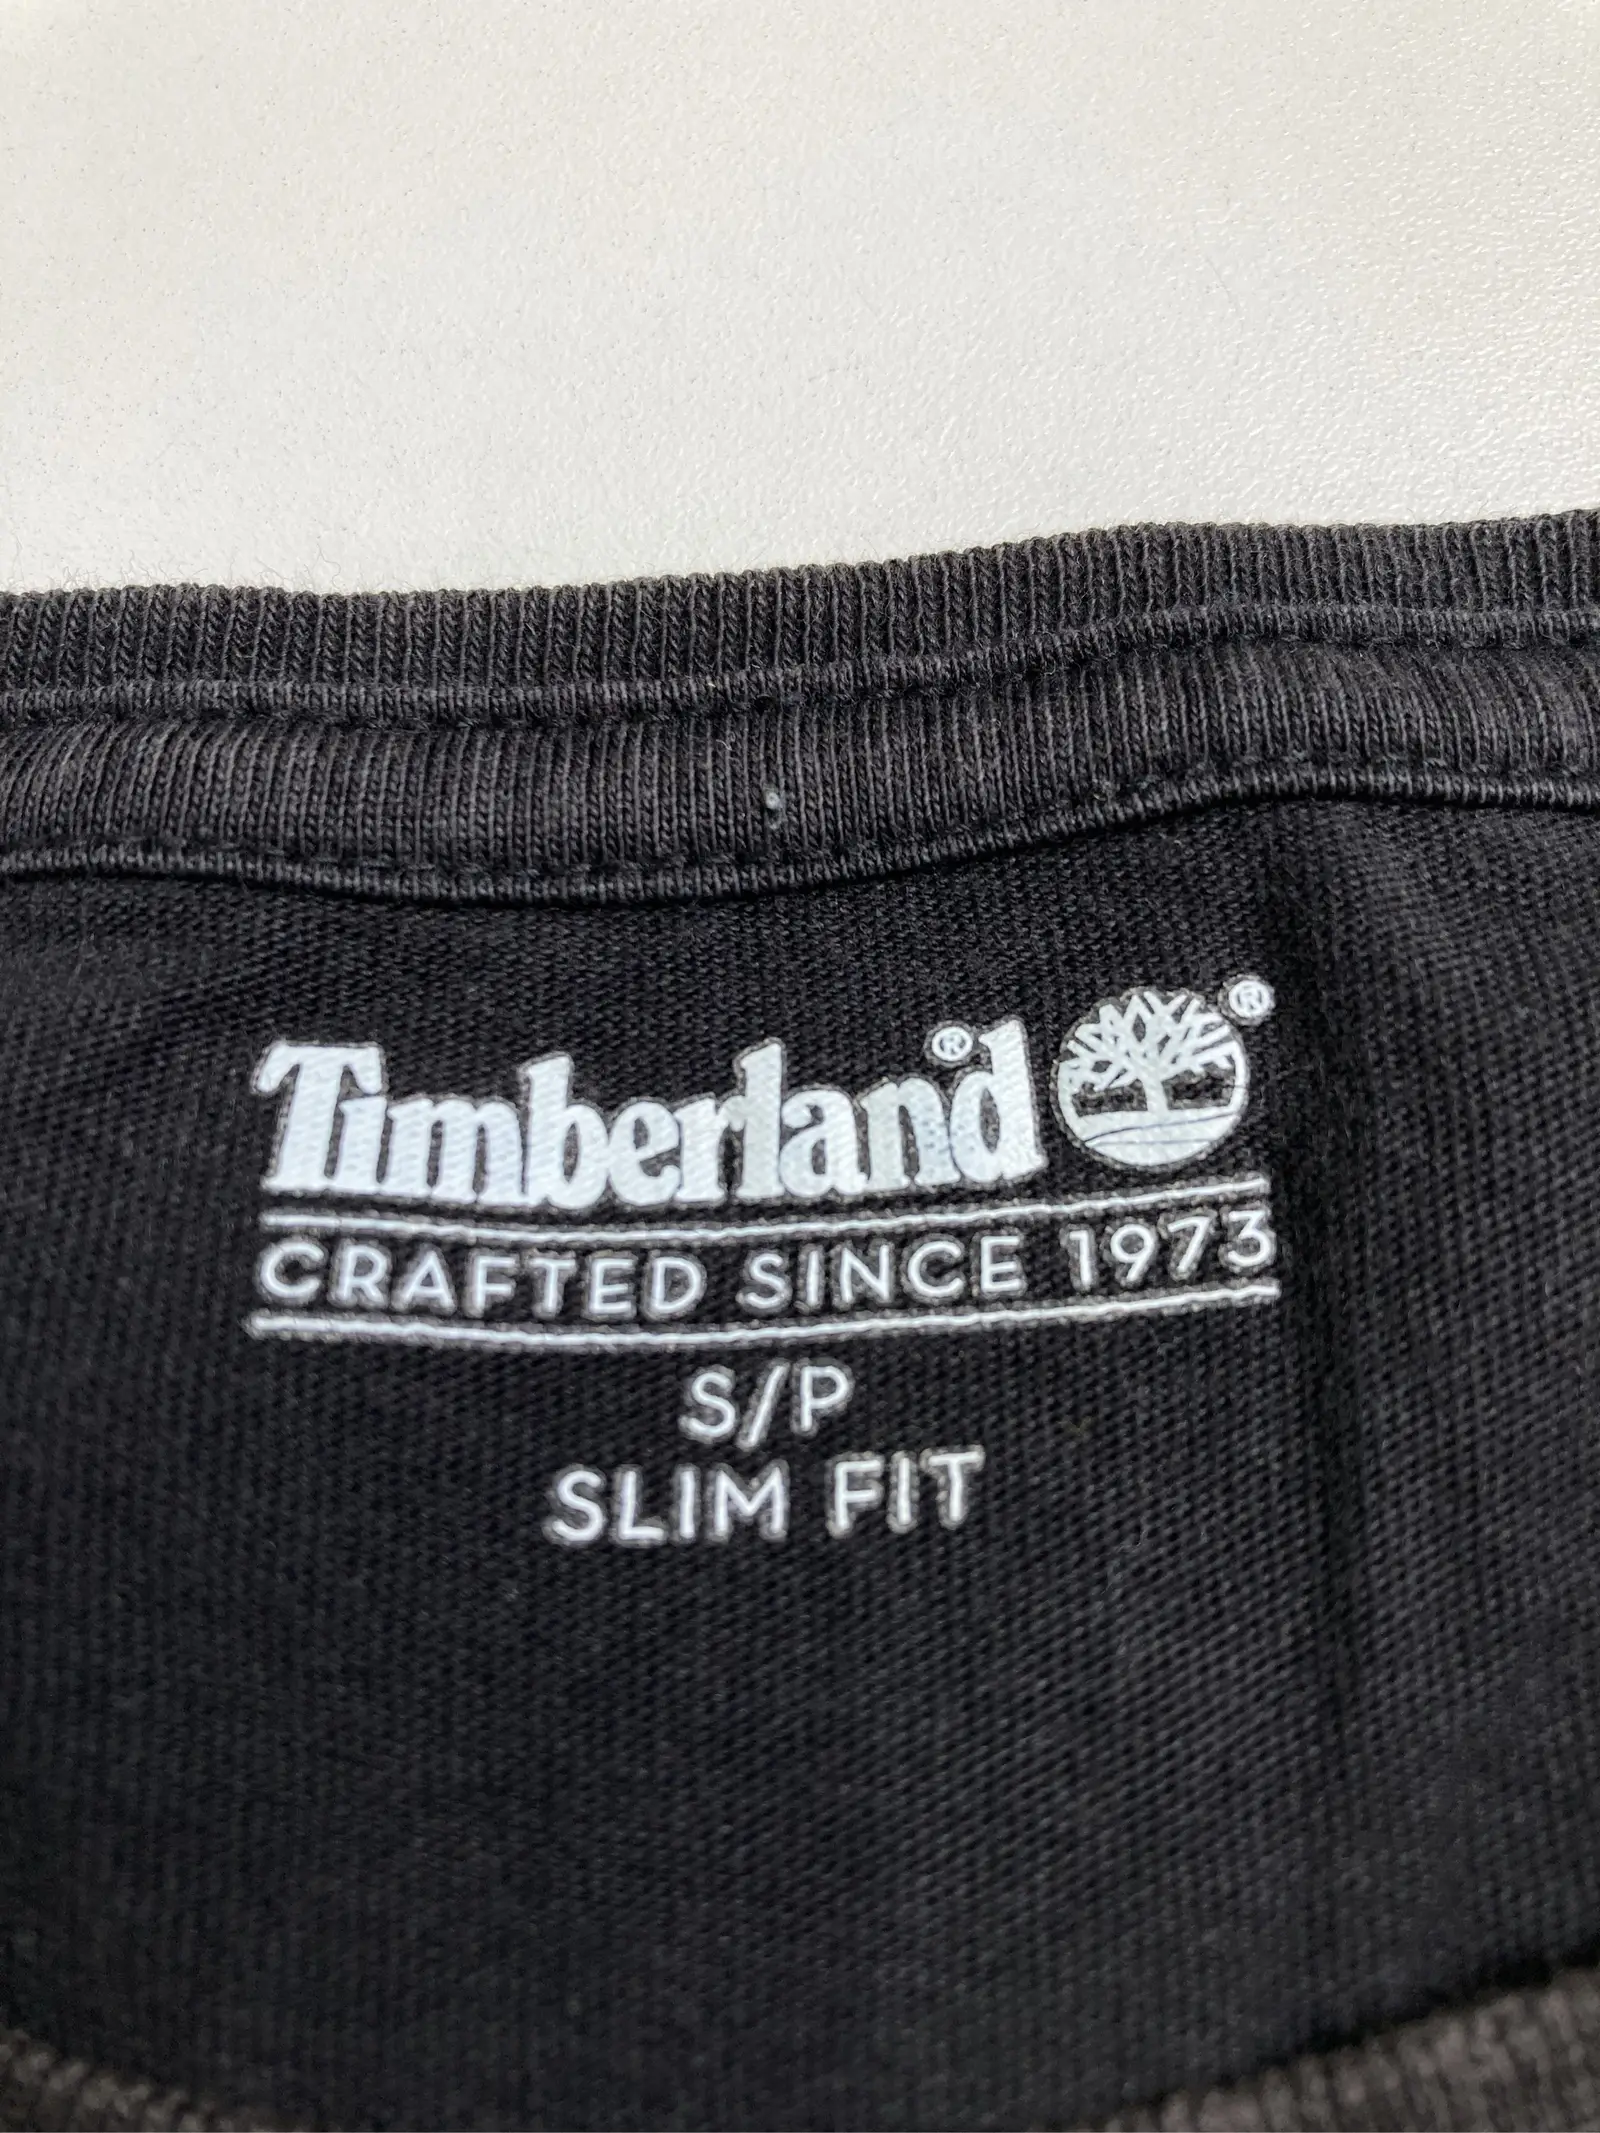 Timberland® ®
CRAFTED SINCE 1973
S/P
SLIM FIT